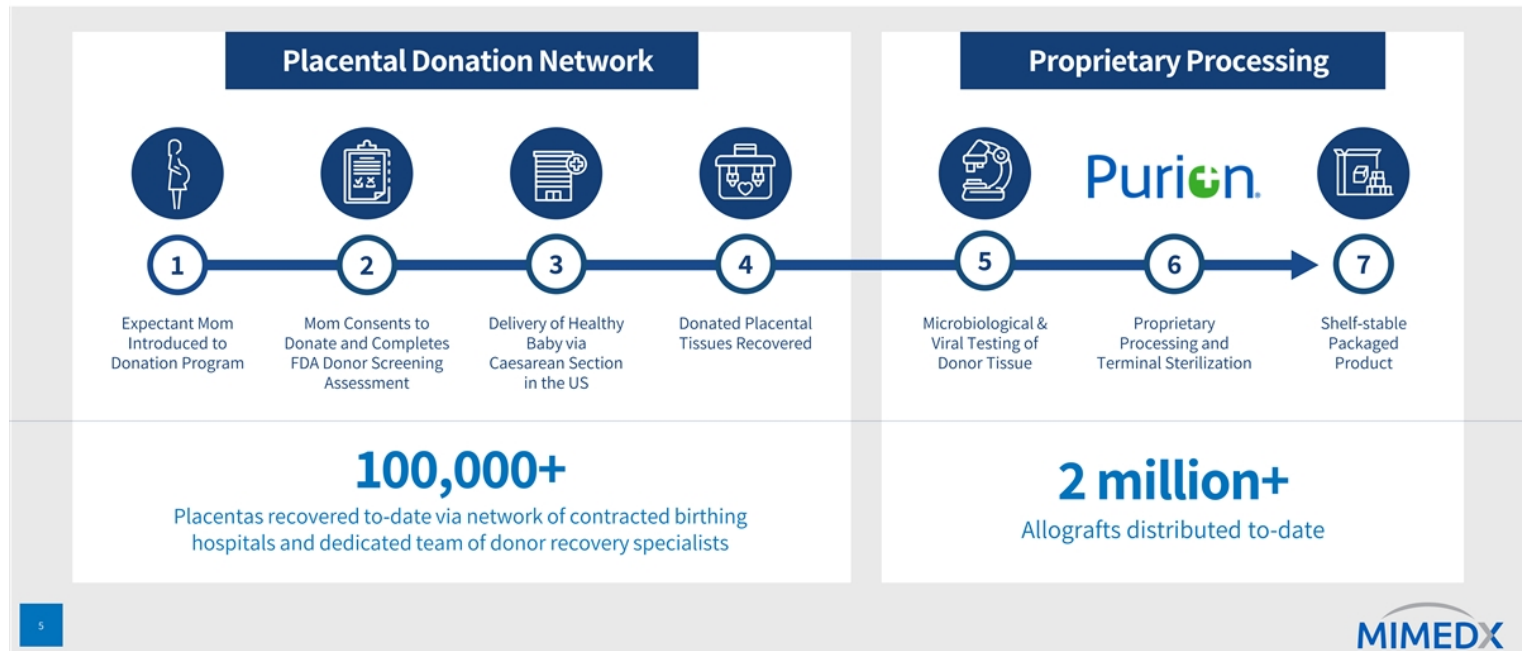 Placental Donation Network
1
2
3
4
Expectant Mom
Introduced to
Donation Program
Mom Consents to
Donate and Completes
FDA Donor Screening
Assessment
Delivery of Healthy
Baby via
Caesarean Section
in the US
Donated Placental
Tissues Recovered
100,000+
Placentas recovered to-date via network of contracted birthing
hospitals and dedicated team of donor recovery specialists
Proprietary Processing
Purion®
5
6
7
Microbiological &
Viral Testing of
Donor Tissue
Proprietary
Processing and
Terminal Sterilization
Shelf-stable
Packaged
Product
2 million+
Allografts distributed to-date
5
MIMEDX